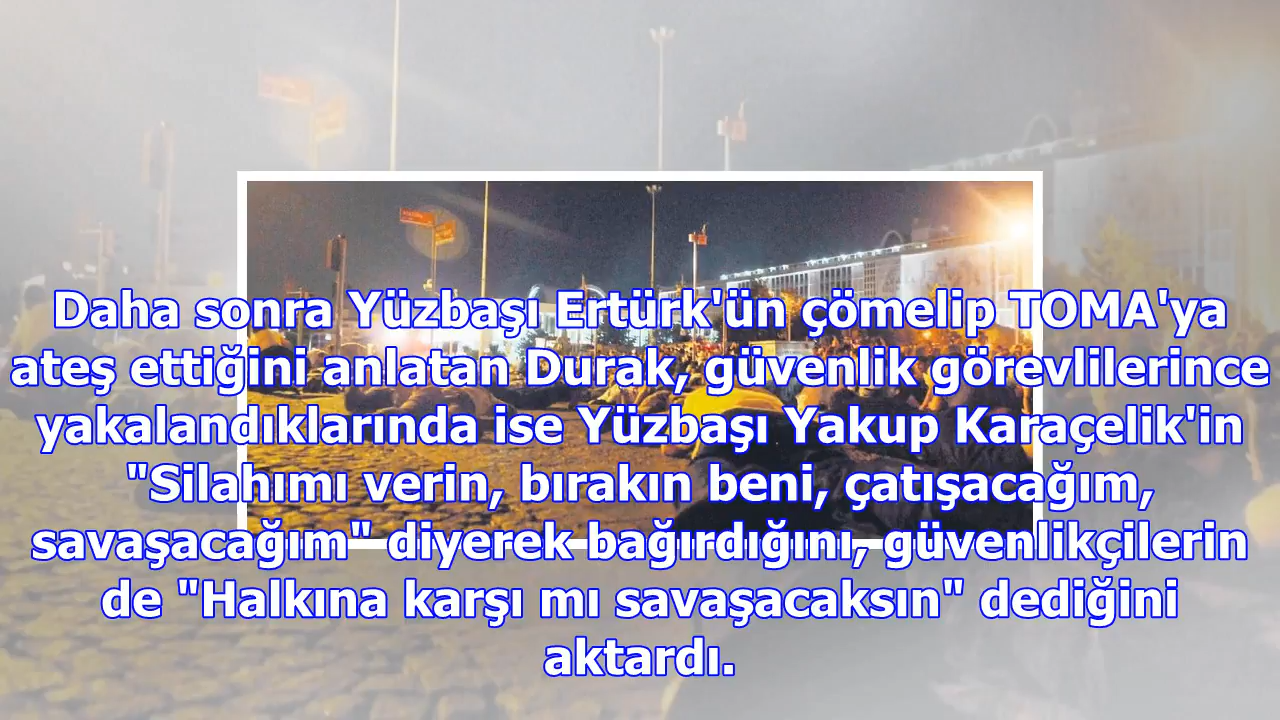 Daha sonra Yüzbaşı Ertürk'ün çömelip TOMA'ya
ateş ettiğini anlatan Durak, güvenlik görevlilerince
yakalandıklarında ise Yüzbaşı Yakup Karaçelik'in
"Silahımı verin, bırakın beni, çatışacağım,
savaşacağım" diyerek bağırdığını, güvenlikçilerin
de "Halkına karşı mı savaşacaksın" dediğini
aktardı.